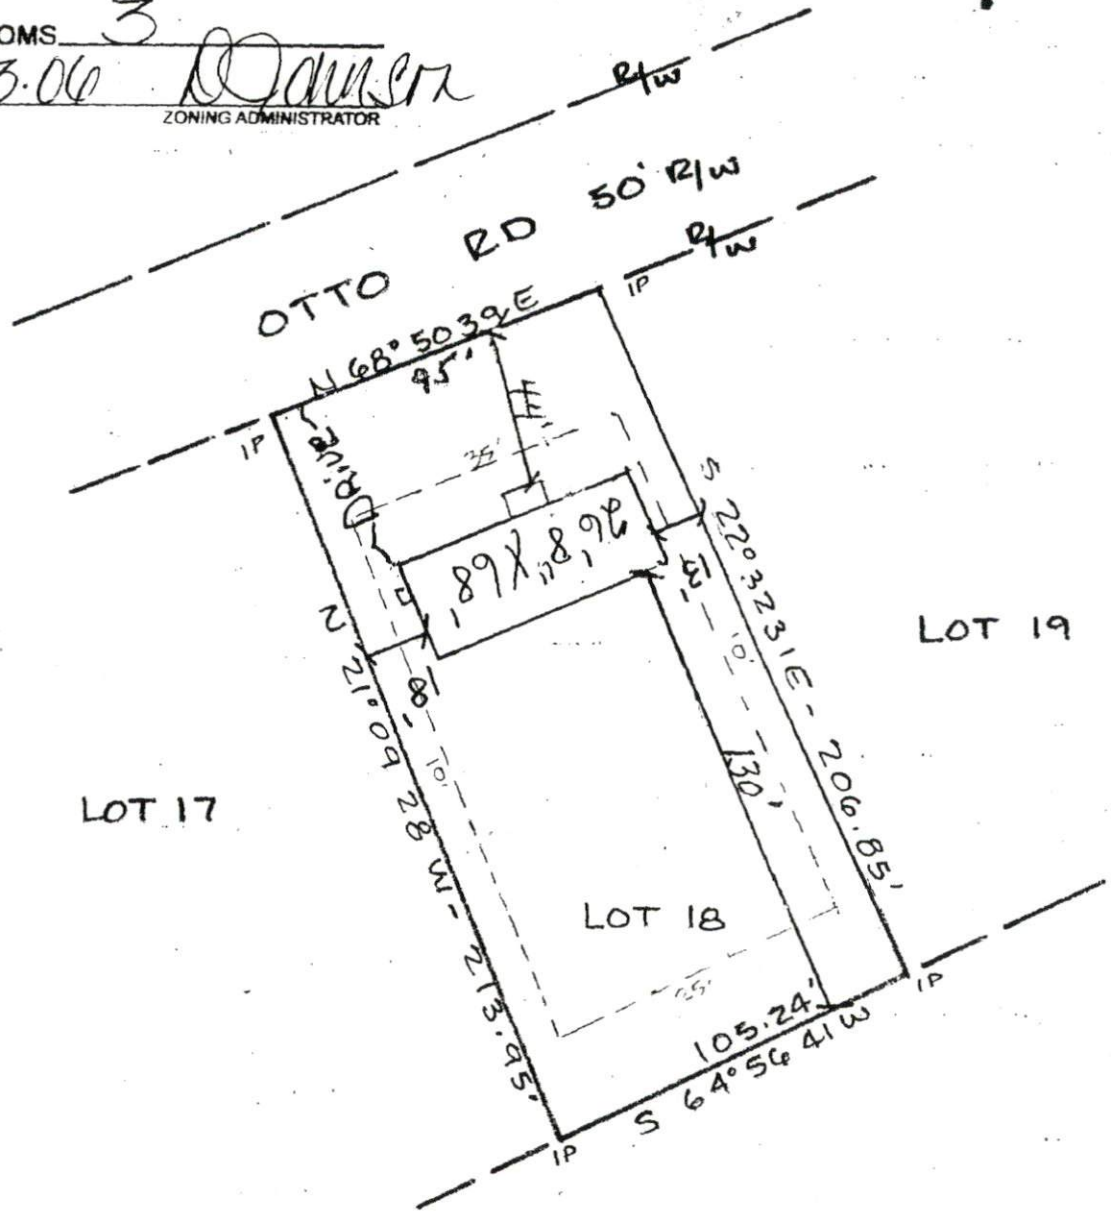 OMS 3
3.06
ZONING ADMINISTRATOR
R/W
50' R/W
R/W
OTTO RD
IP
N 68° 50 39 E
95'
IP
DRIVE
35'
26'8" X 68'
S 22° 32 31 E - 206.85'
13'
10'
LOT 19
N 21° 09 28 W - 213.95'
18'
10'
130'
LOT 17
LOT 18
IP
105.24'
S 64° 56 41 W
IP